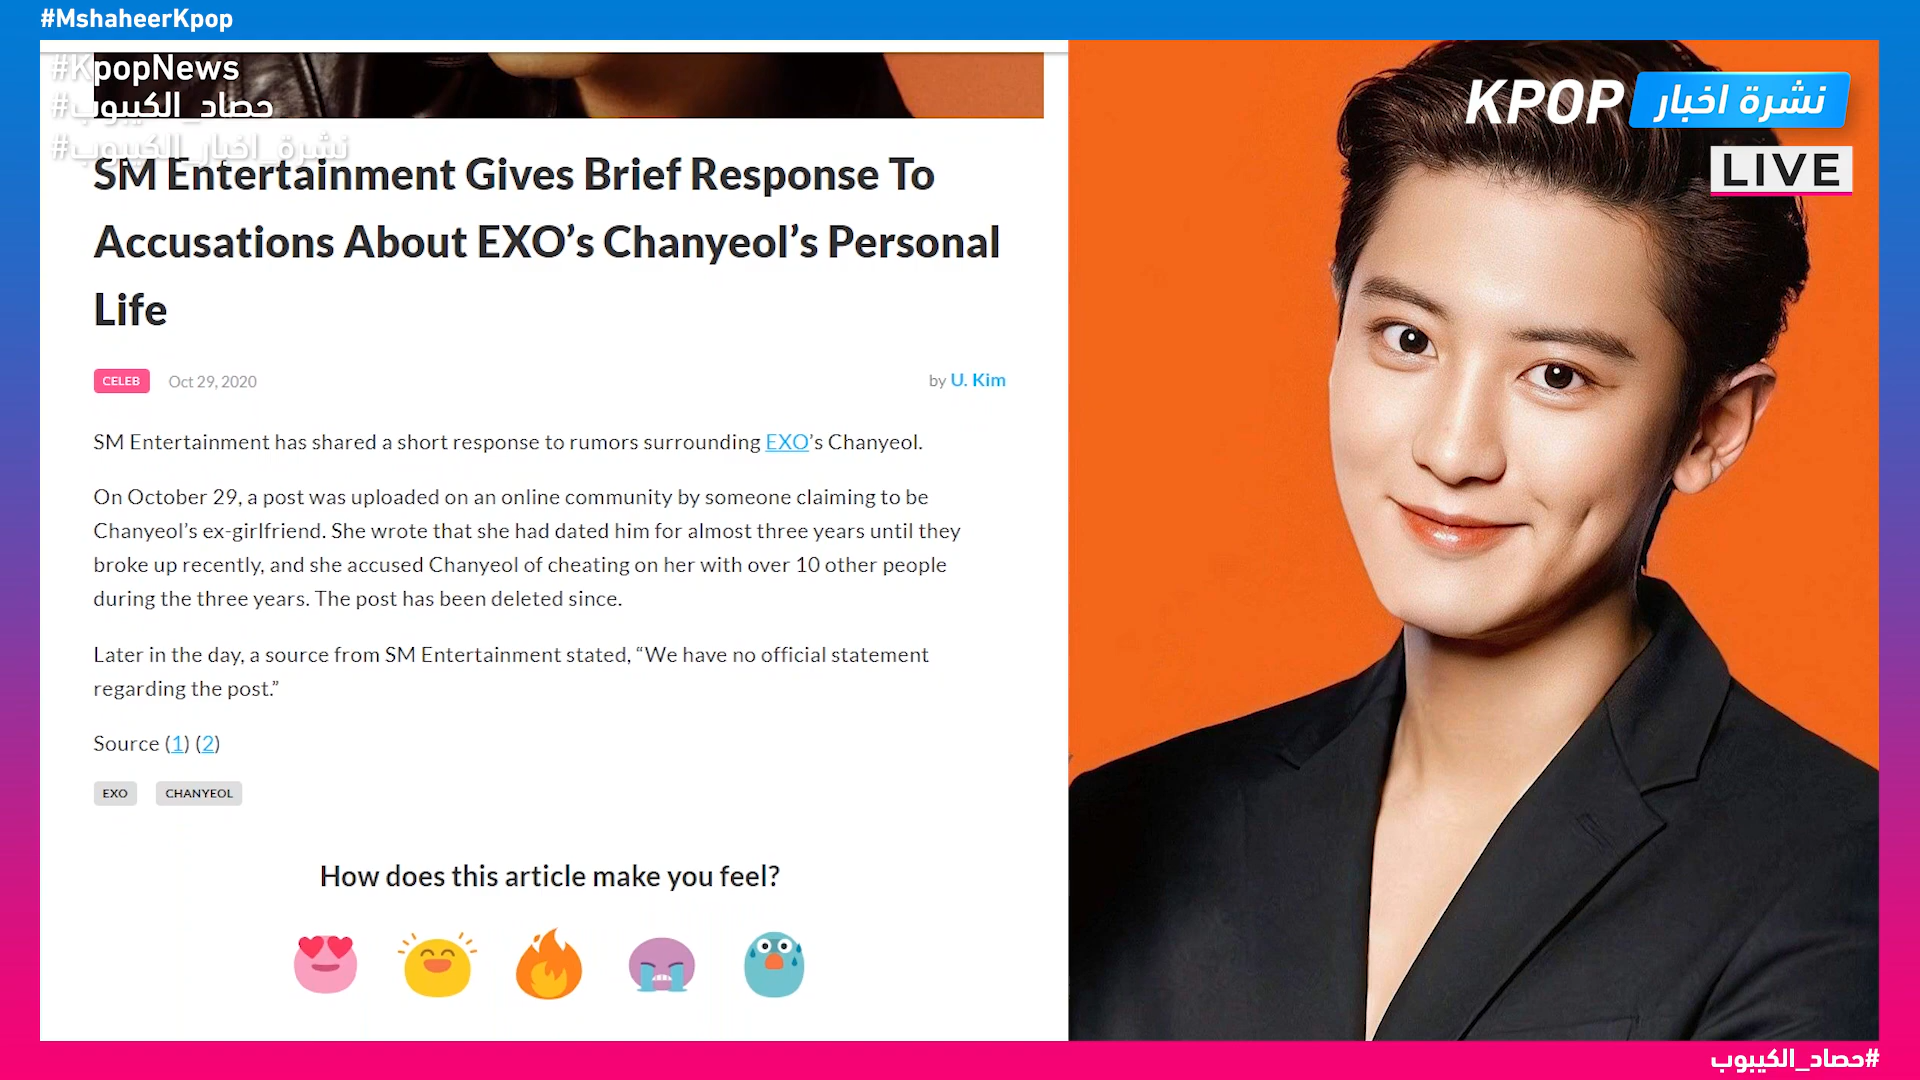 #MshaheerKpop
#KpopNews
#حصاد_الكيبوب
#نشرة_اخبار_الكيبوب
KPOP نشرة اخبار
LIVE
SM Entertainment Gives Brief Response To
Accusations About EXO’s Chanyeol’s Personal
Life
CELEB Oct 29, 2020 by U. Kim
SM Entertainment has shared a short response to rumors surrounding EXO’s Chanyeol.
On October 29, a post was uploaded on an online community by someone claiming to be
Chanyeol’s ex-girlfriend. She wrote that she had dated him for almost three years until they
broke up recently, and she accused Chanyeol of cheating on her with over 10 other people
during the three years. The post has been deleted since.
Later in the day, a source from SM Entertainment stated, “We have no official statement
regarding the post.”
Source (1) (2)
EXO CHANYEOL
How does this article make you feel?
#حصاد_الكيبوب